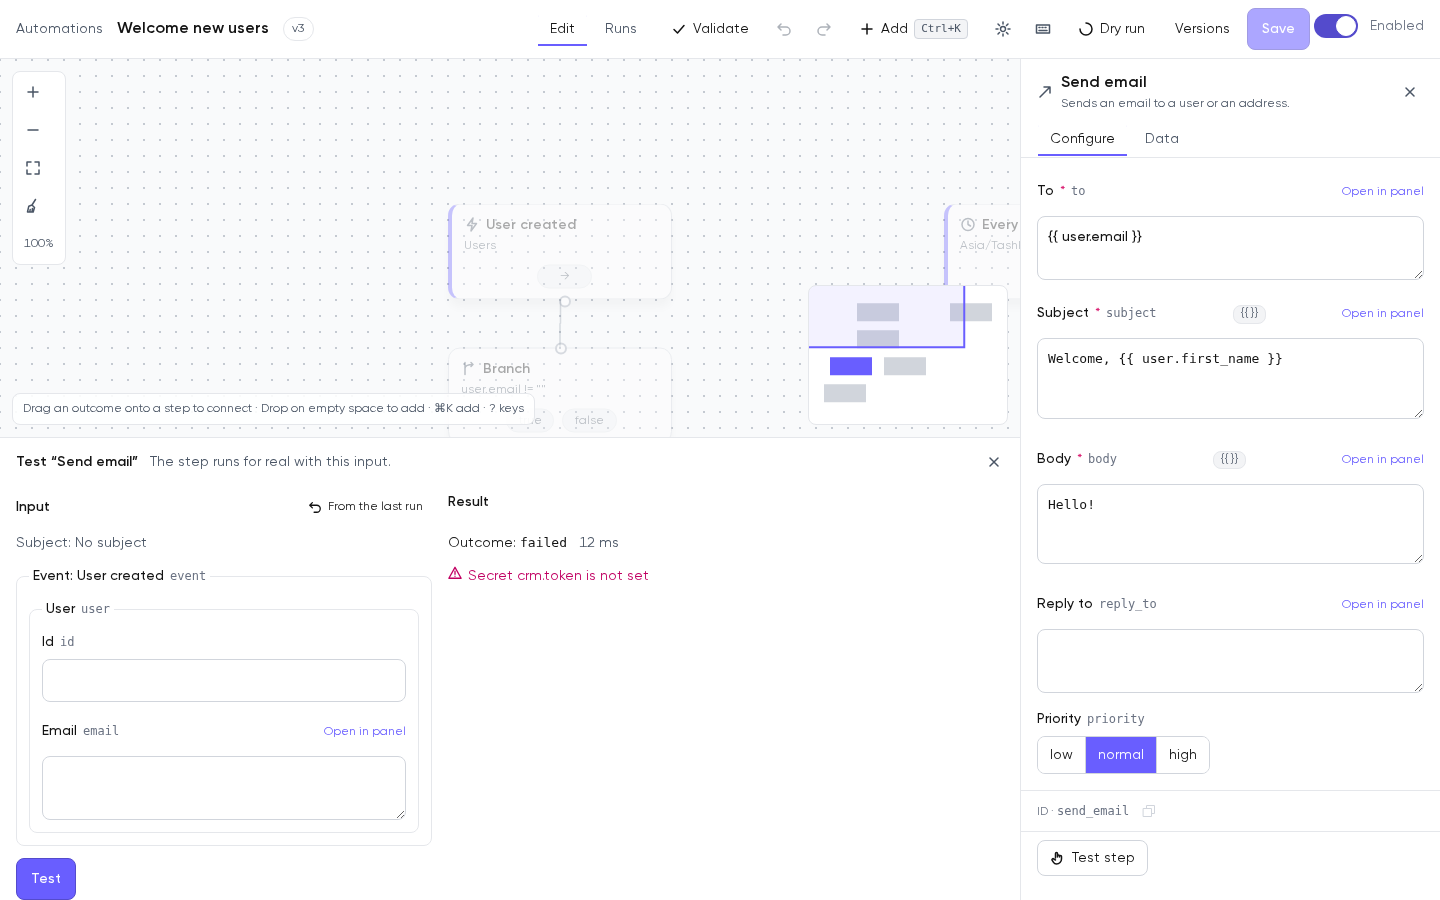 Automations Welcome new users v3 Edit Runs Validate Add Ctrl+K Dry run Versions Save Enabled
100%
User created
Users
→
Every
Branch
user.email != ""
false
Drag an outcome onto a step to connect · Drop on empty space to add · ⌘K add · ? keys
Test “Send email” The step runs for real with this input.
Input From the last run
Subject: No subject
Event: User created event
User user
Id id
Email email Open in panel
Test
Result
Outcome: failed 12 ms
Secret crm.token is not set
Send email
Sends an email to a user or an address.
Configure Data
To * to Open in panel
{{ user.email }}
Subject * subject {{ }} Open in panel
Welcome, {{ user.first_name }}
Body * body {{ }} Open in panel
Hello!
Reply to reply_to Open in panel
Priority priority
low normal high
ID · send_email
Test step